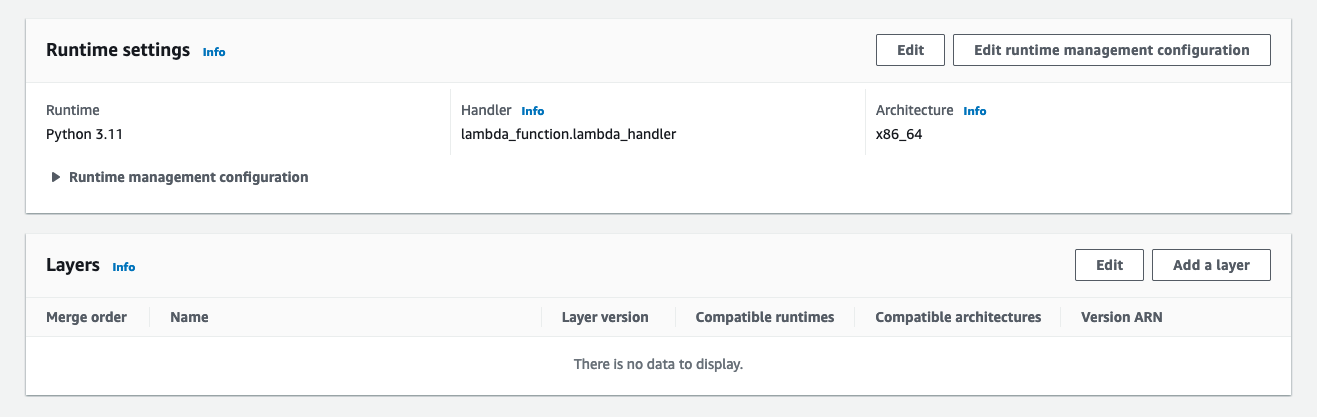 Runtime settings Info Edit Edit runtime management configuration
Runtime Handler Info Architecture Info
Python 3.11 lambda_function.lambda_handler x86_64
Runtime management configuration
Layers Info Edit Add a layer
Merge order Name Layer version Compatible runtimes Compatible architectures Version ARN
There is no data to display.